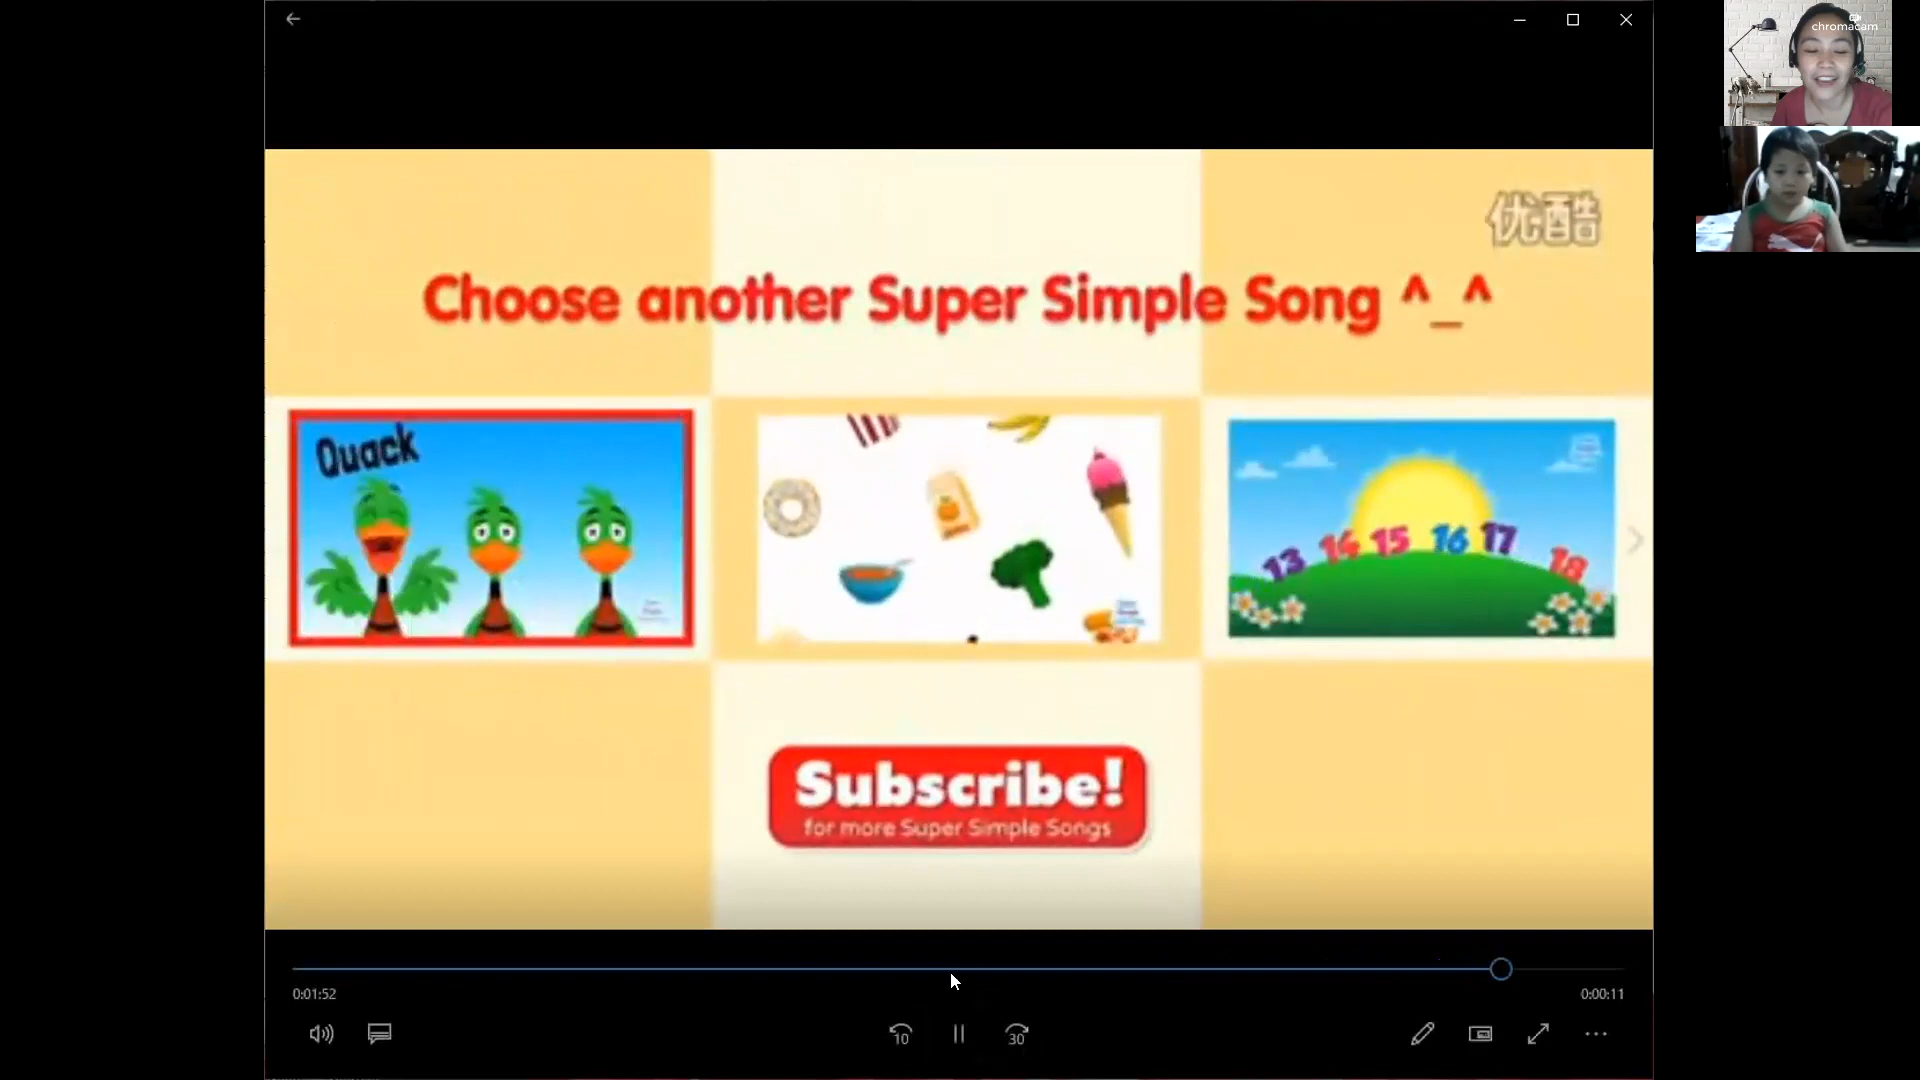 chromacam
优酷
Choose another Super Simple Song ^_^
Quack
13 14 15 16 17 18
Subscribe!
for more Super Simple Songs
0:01:52
0:00:11
10
30